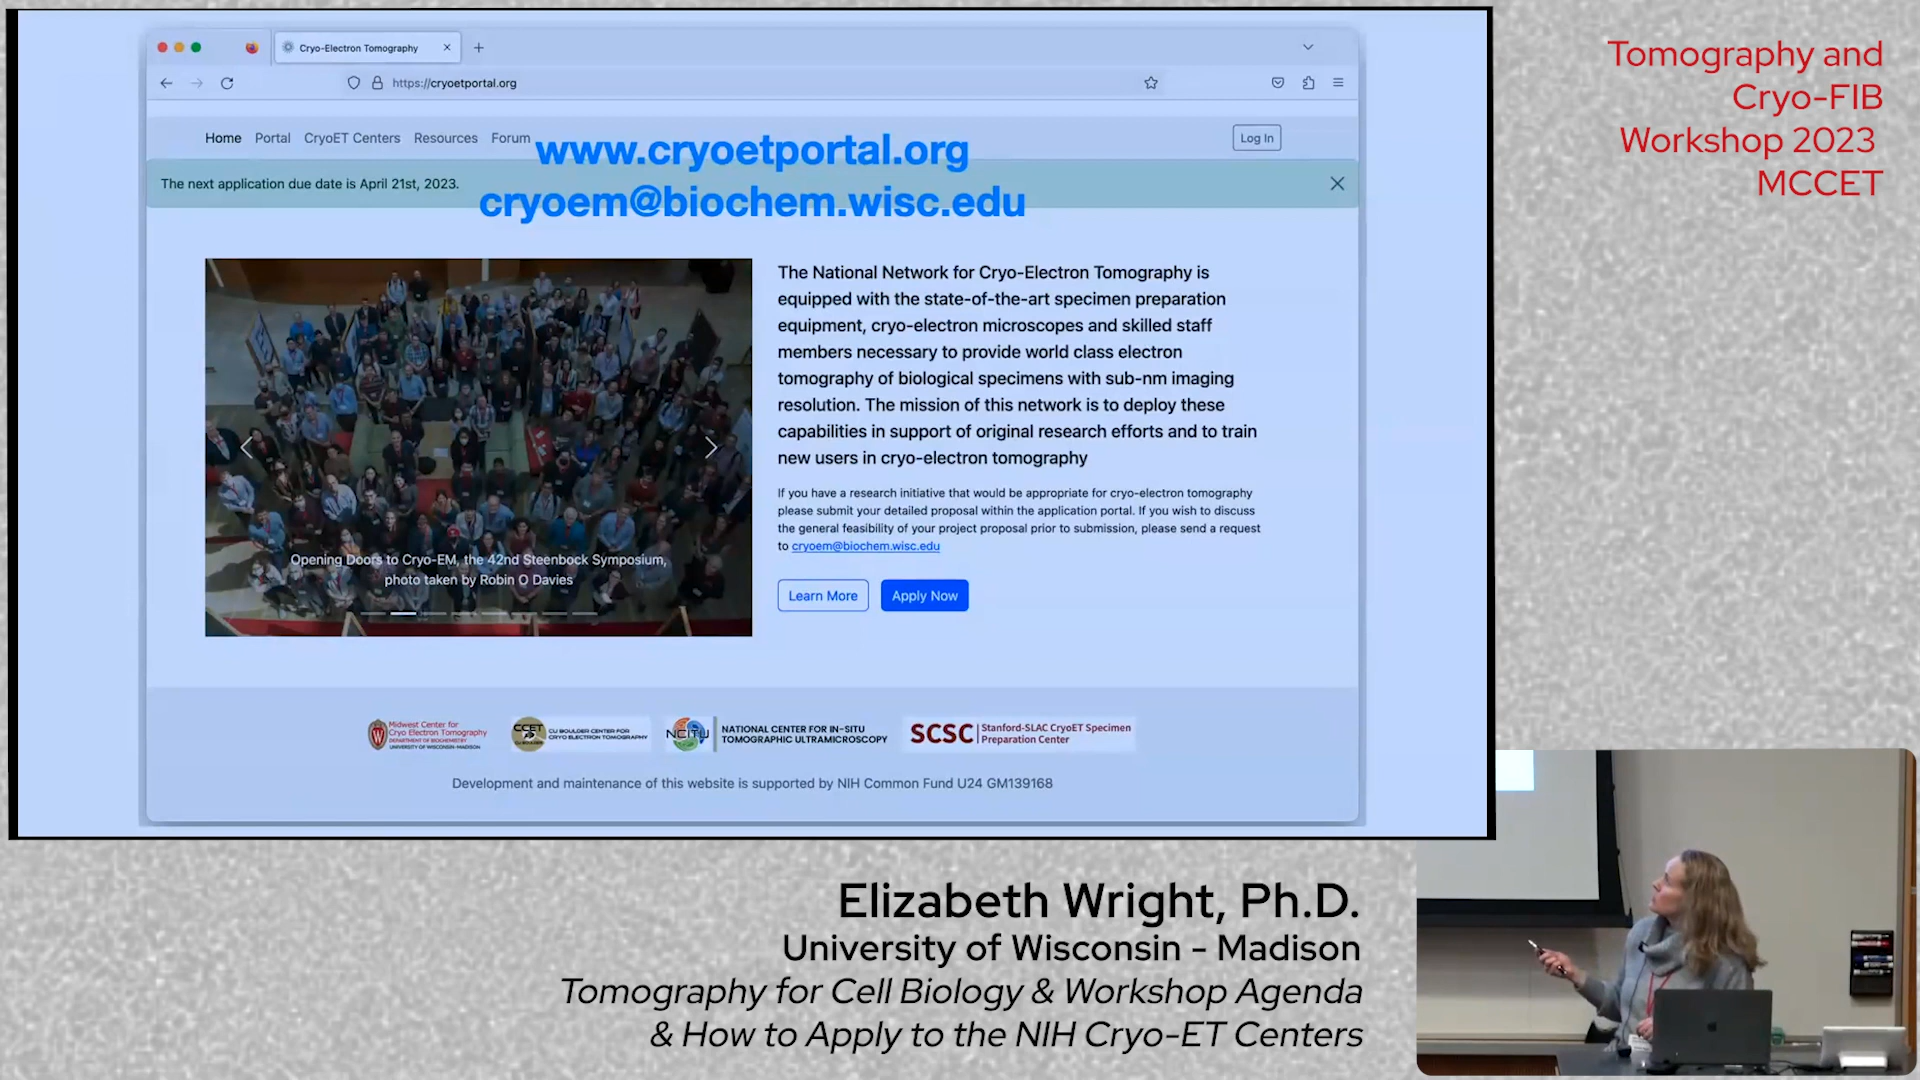 Cryo-Electron Tomography
https://cryoetportal.org
Home Portal CryoET Centers Resources Forum
Log In
www.cryoetportal.org
The next application due date is April 21st, 2023.
cryoem@biochem.wisc.edu
The National Network for Cryo-Electron Tomography is
equipped with the state-of-the-art specimen preparation
equipment, cryo-electron microscopes and skilled staff
members necessary to provide world class electron
tomography of biological specimens with sub-nm imaging
resolution. The mission of this network is to deploy these
capabilities in support of original research efforts and to train
new users in cryo-electron tomography
If you have a research initiative that would be appropriate for cryo-electron tomography
please submit your detailed proposal within the application portal. If you wish to discuss
the general feasibility of your project proposal prior to submission, please send a request
to cryoem@biochem.wisc.edu
Opening Doors to Cryo-EM, the 42nd Steenbock Symposium,
photo taken by Robin O Davies
Learn More Apply Now
W
Midwest Center for
Cryo Electron Tomography
DEPARTMENT OF BIOCHEMISTRY
UNIVERSITY OF WISCONSIN-MADISON
CCET
CU BOULDER
CU BOULDER CENTER FOR
CRYO ELECTRON TOMOGRAPHY
NCITU
NATIONAL CENTER FOR IN-SITU
TOMOGRAPHIC ULTRAMICROSCOPY
SCSC
Stanford-SLAC CryoET Specimen
Preparation Center
Development and maintenance of this website is supported by NIH Common Fund U24 GM139168
Tomography and
Cryo-FIB
Workshop 2023
MCCET
Elizabeth Wright, Ph.D.
University of Wisconsin - Madison
Tomography for Cell Biology & Workshop Agenda
& How to Apply to the NIH Cryo-ET Centers